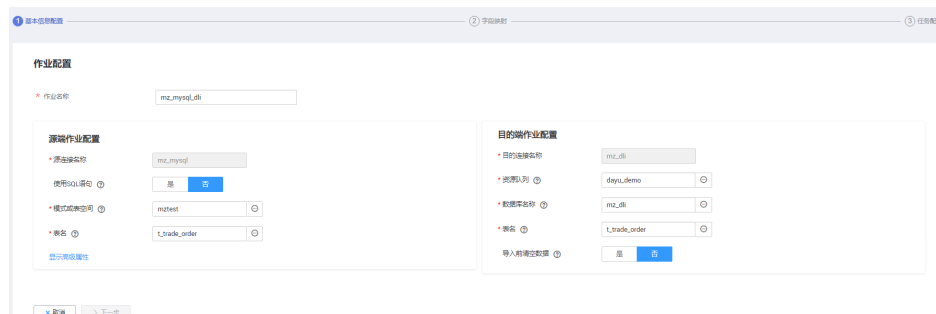 1 基本信息配置
2 字段映射
3 任务配
作业配置
* 作业名称 mz_mysql_dli
源端作业配置
* 源连接名称 mz_mysql
使用SQL语句 ? 是 否
* 模式或表空间 ? mztest
* 表名 ? t_trade_order
显示高级属性
目的端作业配置
* 目的连接名称 mz_dli
* 资源队列 ? dayu_demo
* 数据库名称 ? mz_dli
* 表名 ? t_trade_order
导入前清空数据 ? 是 否
× 取消
> 下一步